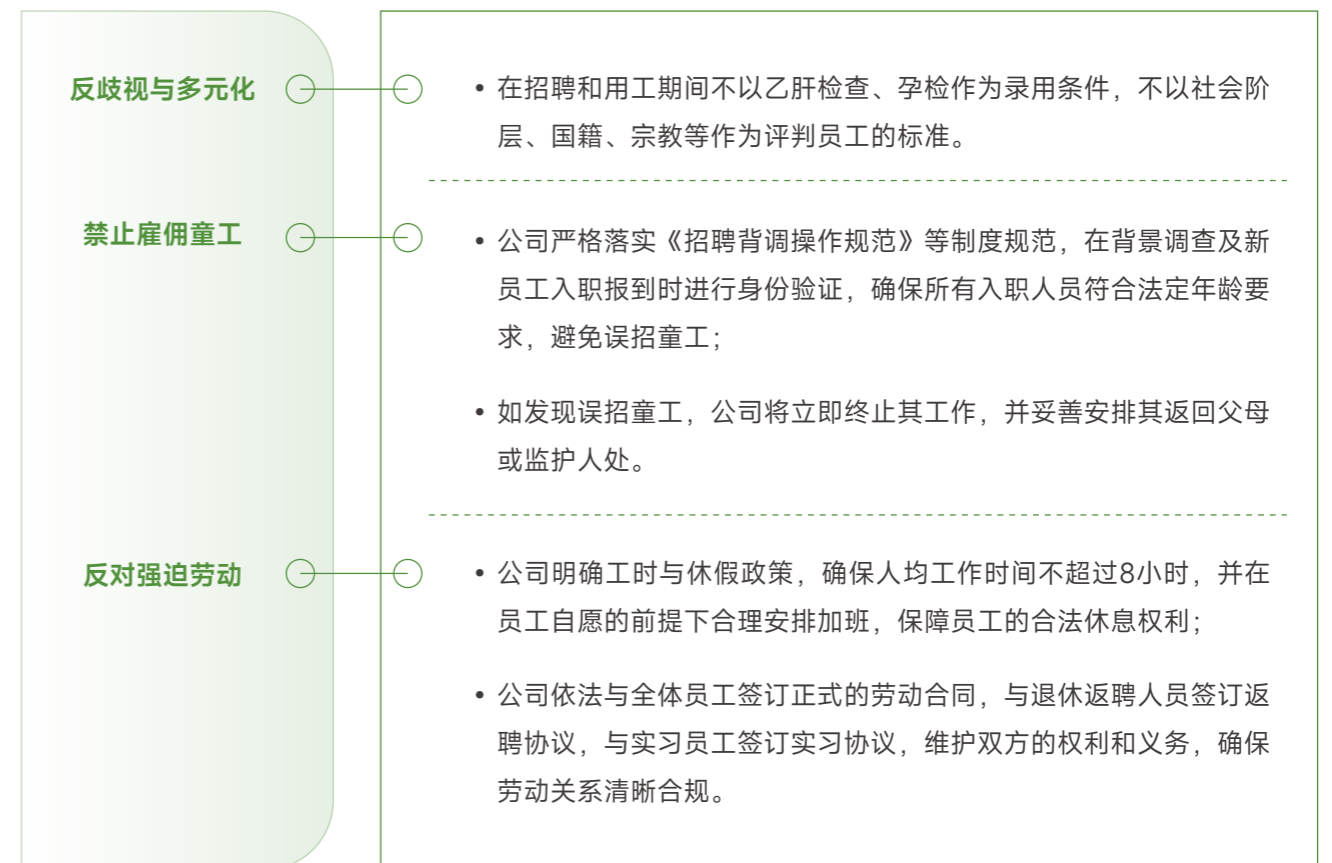 反歧视与多元化
• 在招聘和用工期间不以乙肝检查、孕检作为录用条件，不以社会阶
层、国籍、宗教等作为评判员工的标准。
禁止雇佣童工
• 公司严格落实《招聘背调操作规范》等制度规范，在背景调查及新
员工入职报到时进行身份验证，确保所有入职人员符合法定年龄要
求，避免误招童工；
• 如发现误招童工，公司将立即终止其工作，并妥善安排其返回父母
或监护人处。
反对强迫劳动
• 公司明确工时与休假政策，确保人均工作时间不超过8小时，并在
员工自愿的前提下合理安排加班，保障员工的合法休息权利；
• 公司依法与全体员工签订正式的劳动合同，与退休返聘人员签订返
聘协议，与实习员工签订实习协议，维护双方的权利和义务，确保
劳动关系清晰合规。